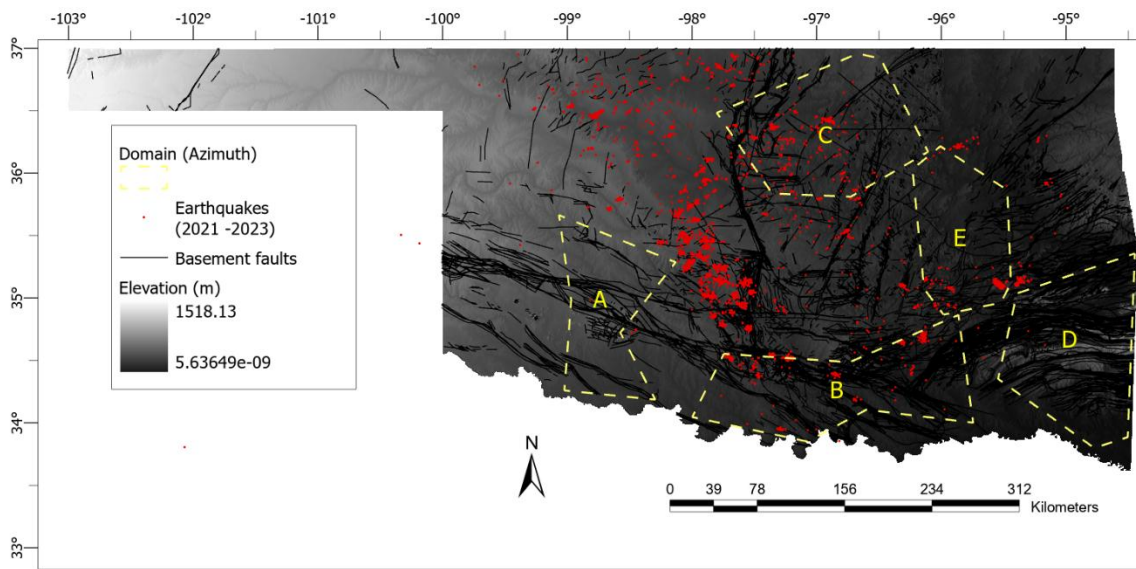 -103 -102 -101 -100 -99 -98 -97 -96 -95
37°
36°
35°
34°
33°
Domain (Azimuth)
Earthquakes
(2021 -2023)
Basement faults
Elevation (m)
1518.13
5.63649e-09
A
B
C
D
E
N
0 39 78 156 234 312
Kilometers